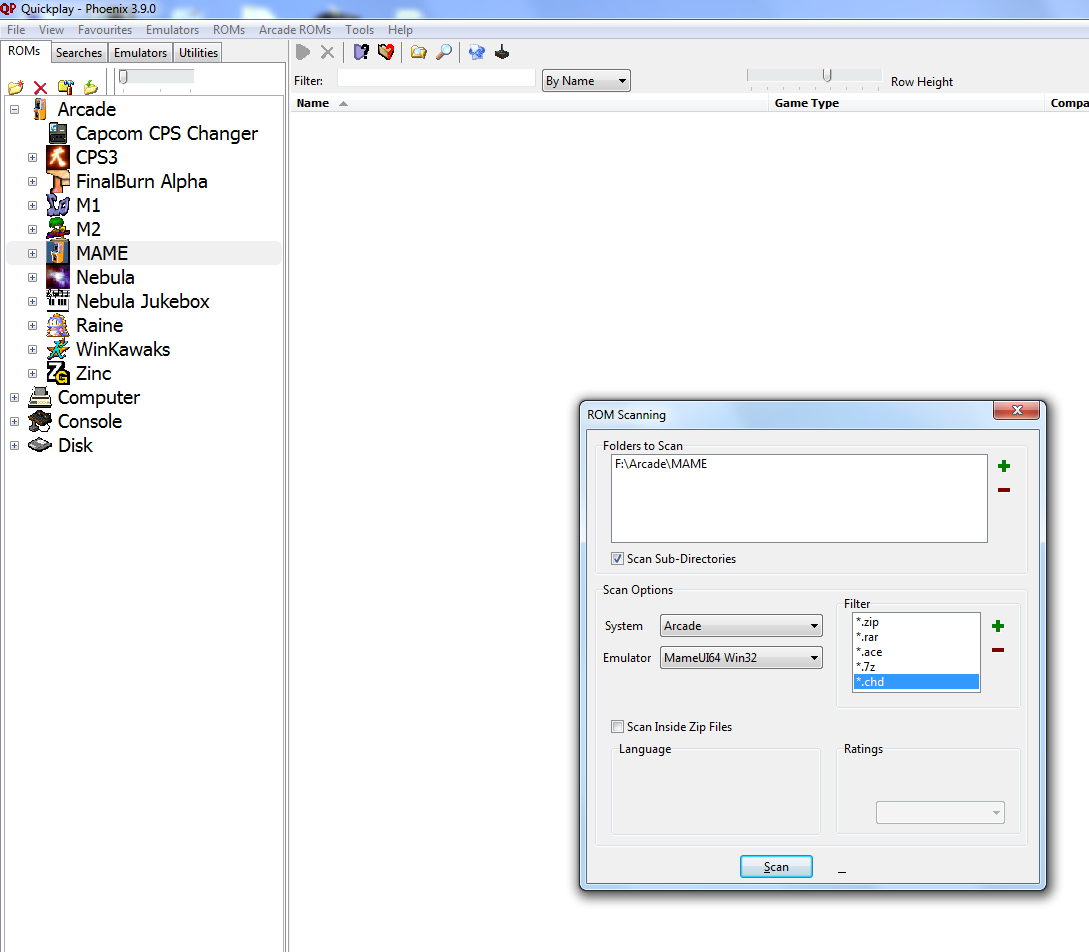 QP Quickplay - Phoenix 3.9.0
File View Favourites Emulators ROMs Arcade ROMs Tools Help
ROMs Searches Emulators Utilities
Filter: By Name Row Height
Name Game Type Compa
Arcade
Capcom CPS Changer
CPS3
FinalBurn Alpha
M1
M2
MAME
Nebula
Nebula Jukebox
Raine
WinKawaks
ZG Zinc
Computer
Console
Disk
ROM Scanning
Folders to Scan
F:\Arcade\MAME
Scan Sub-Directories
Scan Options
System Arcade
Emulator MameUI64 Win32
Filter
*.zip
*.rar
*.ace
*.7z
*.chd
Scan Inside Zip Files
Language
Ratings
Scan
_